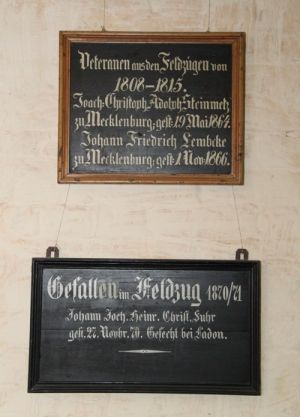 Veteranen aus den Feldzügen von
1808-1815.
Joach. Christoph Adolph Steinmetz
zu Mecklenburg, gest. 19 Mai 1864.
Johann Friedrich Lembcke
zu Mecklenburg, gest. 1 Nov. 1866.
Gefallen im Feldzug 1870/71
Johann Joch. Heinr. Christ. Fuhr
gest. 27. Novbr. 70. Gefecht bei Ladon.